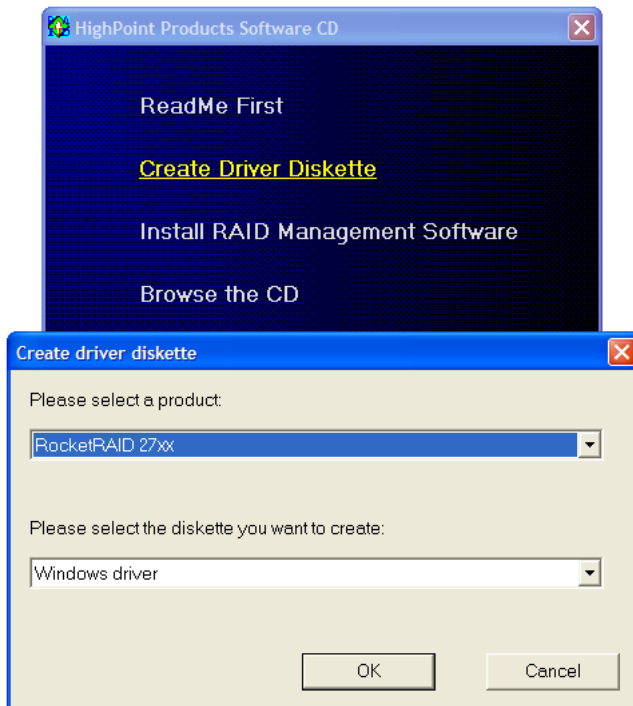 HighPoint Products Software CD
ReadMe First
Create Driver Diskette
Install RAID Management Software
Browse the CD
Create driver diskette
Please select a product:
RocketRAID 27xx
Please select the diskette you want to create:
Windows driver
OK
Cancel